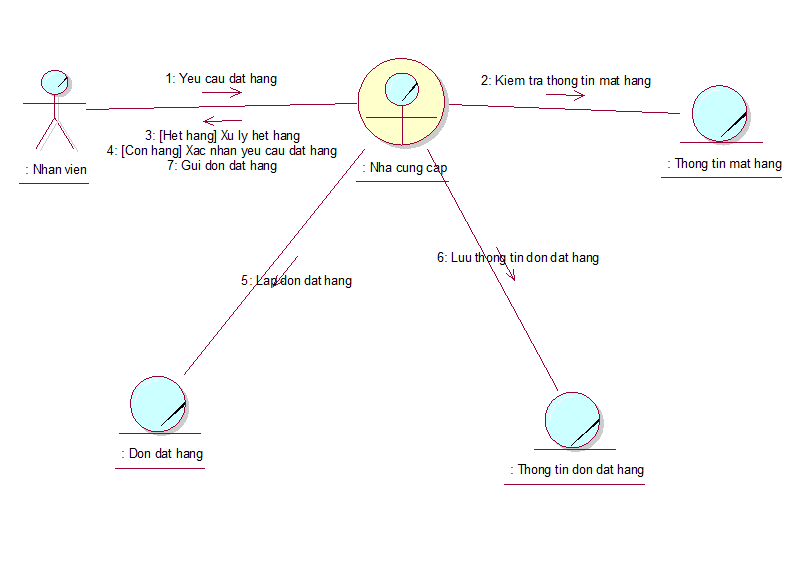 1: Yeu cau dat hang
2: Kiem tra thong tin mat hang
3: [Het hang] Xu ly het hang
4: [Con hang] Xac nhan yeu cau dat hang
7: Gui don dat hang
: Nhan vien
: Nha cung cap
: Thong tin mat hang
6: Luu thong tin don dat hang
5: Lap don dat hang
: Don dat hang
: Thong tin don dat hang